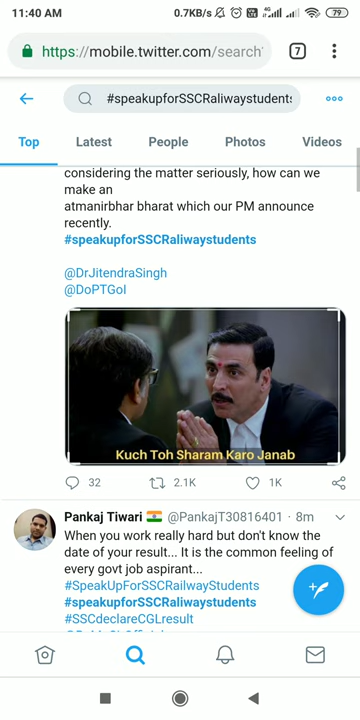 11:40 AM
0.7KB/s
4G
79
https://mobile.twitter.com/search
7
#speakupforSSCRaliwaystudents
Top
Latest
People
Photos
Videos
considering the matter seriously, how can we
make an
atmanirbhar bharat which our PM announce
recently.
#speakupforSSCRaliwaystudents
@DrJitendraSingh
@DoPTGoI
Kuch Toh Sharam Karo Janab
32
2.1K
1K
Pankaj Tiwari 🇮🇳 @PankajT30816401 · 8m
When you work really hard but don't know the
date of your result... It is the common feeling of
every govt job aspirant...
#SpeakUpForSSCRailwayStudents
#speakupforSSCRaliwaystudents
#SSCdeclareCGLresult